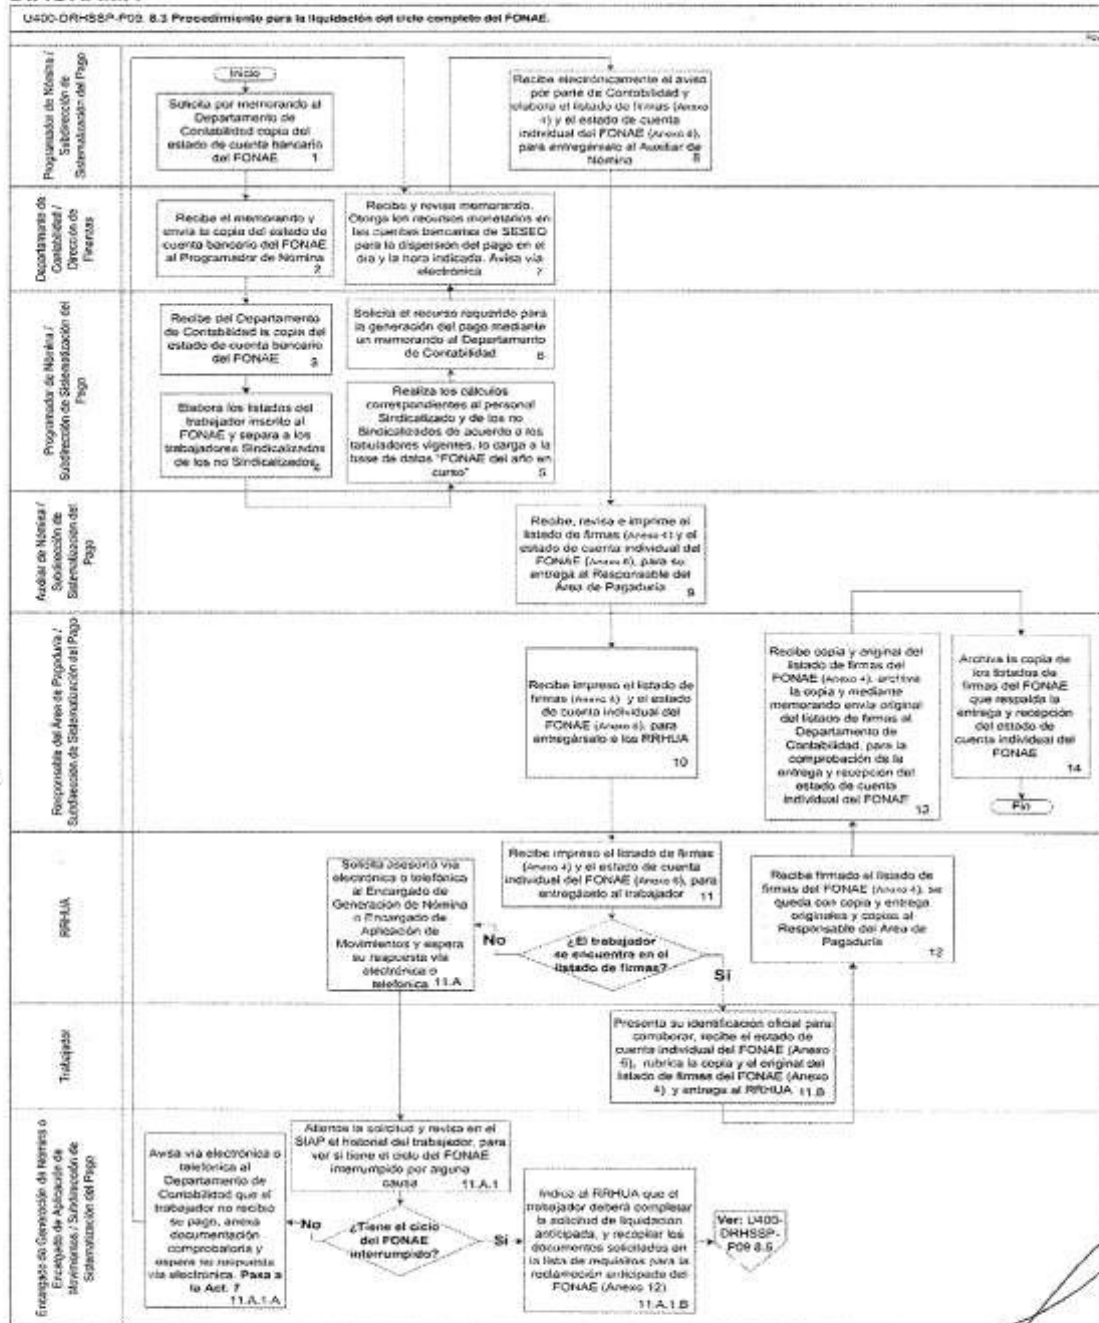 U400-DRHSSP-P09. 8.3 Procedimiento para la liquidación del ciclo completo del FONAE.
Programador de Nómina /
Subdirección de
Sistematización del Pago
Inicio
Solicita por memorando al
Departamento de
Contabilidad copia del
estado de cuenta bancario
del FONAE
1
Recibe electrónicamente el aviso
por parte de Contabilidad y
elabora el listado de firmas (Anexo
4) y el estado de cuenta
individual del FONAE (Anexo 6),
para entregárselo al Auxiliar de
Nómina
8
Departamento de
Contabilidad /
Dirección de
Finanzas
Recibe el memorando y
envía la copia del estado de
cuenta bancario del FONAE
al Programador de Nómina
2
Recibe y revisa memorando.
Otorga los recursos monetarios en
las cuentas bancarias de SESEQ
para la dispersión del pago en el
día y la hora indicada. Avisa vía
electrónica
7
Programador de Nómina /
Subdirección de Sistematización del
Pago
Recibe del Departamento
de Contabilidad la copia del
estado de cuenta bancario
del FONAE
3
Solicita el recurso requerido para
la generación del pago mediante
un memorando al Departamento
de Contabilidad
6
Elabora los listados del
trabajador inscrito al
FONAE y separa a los
trabajadores Sindicalizados
de los no Sindicalizados
4
Realiza los cálculos
correspondientes al personal
Sindicalizado y de los no
Sindicalizados de acuerdo a los
tabuladores vigentes, lo carga a la
base de datos "FONAE del año en
curso"
5
Auxiliar de Nómina /
Subdirección de
Sistematización del
Pago
Recibe, revisa e imprime el
listado de firmas (Anexo 4) y el
estado de cuenta individual del
FONAE (Anexo 6), para su
entrega al Responsable del
Área de Pagaduría
9
Responsable del Área de Pagaduría /
Subdirección de Sistematización del Pago
Recibe impreso el listado de
firmas (Anexo 4) y el estado
de cuenta individual del
FONAE (Anexo 6), para
entregárselo a los RRHUA
10
Recibe copia y original del
listado de firmas del
FONAE (Anexo 4), archiva
la copia y mediante
memorando envía original
del listado de firmas al
Departamento de
Contabilidad, para la
comprobación de la
entrega y recepción del
estado de cuenta
individual del FONAE
13
Archiva la copia de
los listados de
firmas del FONAE
que respalda la
entrega y recepción
del estado de
cuenta individual del
FONAE
14
Fin
RRHUA
Solicita asesoría vía
electrónica o telefónica
al Encargado de
Generación de Nómina
o Encargado de
Aplicación de
Movimientos y espera
su respuesta vía
electrónica o
telefónica
11.A
Recibe impreso el listado de firmas
(Anexo 4) y el estado de cuenta
individual del FONAE (Anexo 6), para
entregárselo al trabajador
11
No
¿El trabajador
se encuentra en el
listado de firmas?
Sí
Recibe firmado el listado de
firmas del FONAE (Anexo 4), se
queda con copia y entrega
originales y copias al
Responsable del Área de
Pagaduría
12
Trabajador
Presenta su identificación oficial para
corroborar, recibe el estado de
cuenta individual del FONAE (Anexo
6), rubrica la copia y el original del
listado de firmas del FONAE (Anexo
4) y entrega al RRHUA
11.B
Encargado de Generación de Nómina o
Encargado de Aplicación de
Movimientos / Subdirección de
Sistematización del Pago
Avisa vía electrónica o
telefónica al
Departamento de
Contabilidad que el
trabajador no recibió
su pago, anexa
documentación
comprobatoria y
espera su respuesta
vía electrónica. Pasa a
la Act. 7
11.A.1.A
Atiende la solicitud y revisa en el
SIAP el historial del trabajador, para
ver si tiene el ciclo del FONAE
interrumpido por alguna
causa
11.A.1
No
¿Tiene el ciclo
del FONAE
interrumpido?
Sí
Indica al RRHUA que el
trabajador deberá completar
la solicitud de liquidación
anticipada, y recopilar los
documentos solicitados en
la lista de requisitos para la
reclamación anticipada del
FONAE (Anexo 12)
11.A.1.B
Ver: U400-
DRHSSP-
P09 8.5